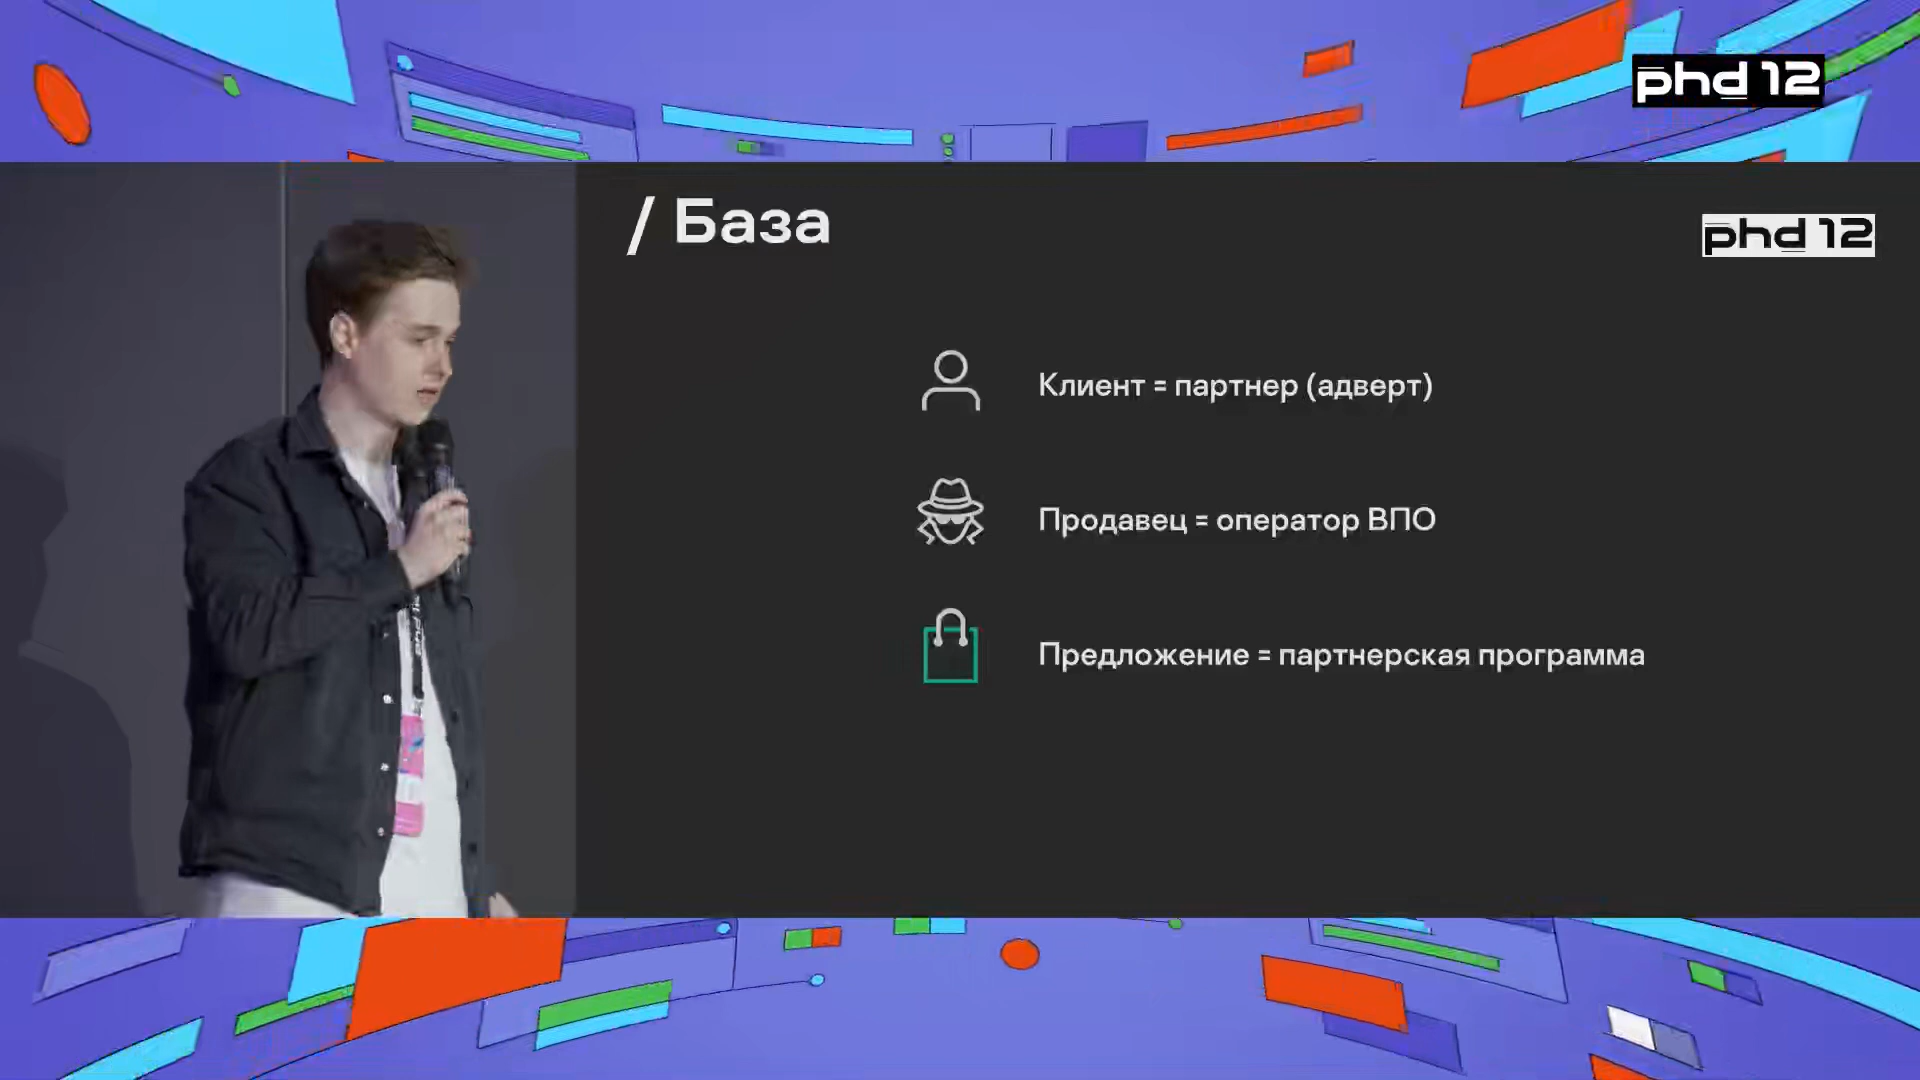 phd 12
/ База
phd 12
Клиент = партнер (адверт)
Продавец = оператор ВПО
Предложение = партнерская программа